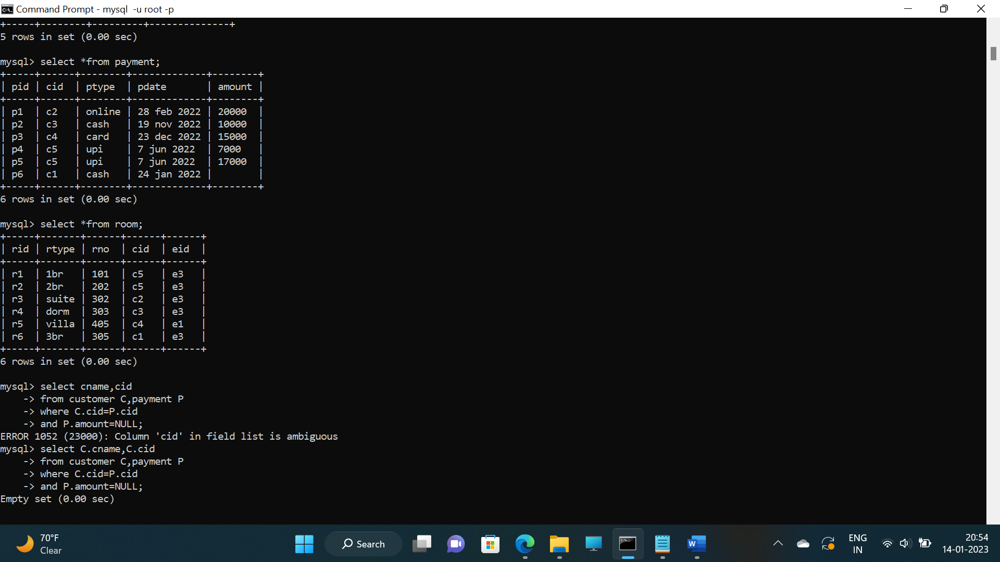 Command Prompt - mysql  -u root -p
+-----+--------+---------+--------------+
5 rows in set (0.00 sec)
mysql> select *from payment;
+-----+------+--------+-------------+--------+
| pid | cid  | ptype  | pdate       | amount |
+-----+------+--------+-------------+--------+
| p1  | c2   | online | 28 feb 2022 | 20000  |
| p2  | c3   | cash   | 19 nov 2022 | 10000  |
| p3  | c4   | card   | 23 dec 2022 | 15000  |
| p4  | c5   | upi    | 7 jun 2022  | 7000   |
| p5  | c5   | upi    | 7 jun 2022  | 17000  |
| p6  | c1   | cash   | 24 jan 2022 |        |
+-----+------+--------+-------------+--------+
6 rows in set (0.00 sec)
mysql> select *from room;
+-----+-------+------+------+------+
| rid | rtype | rno  | cid  | eid  |
+-----+-------+------+------+------+
| r1  | 1br   | 101  | c5   | e3   |
| r2  | 2br   | 202  | c5   | e3   |
| r3  | suite | 302  | c2   | e3   |
| r4  | dorm  | 303  | c3   | e3   |
| r5  | villa | 405  | c4   | e1   |
| r6  | 3br   | 305  | c1   | e3   |
+-----+-------+------+------+------+
6 rows in set (0.00 sec)
mysql> select cname,cid
    -> from customer C,payment P
    -> where C.cid=P.cid
    -> and P.amount=NULL;
ERROR 1052 (23000): Column 'cid' in field list is ambiguous
mysql> select C.cname,C.cid
    -> from customer C,payment P
    -> where C.cid=P.cid
    -> and P.amount=NULL;
Empty set (0.00 sec)
70°F
Clear
Search
ENG
IN
20:54
14-01-2023